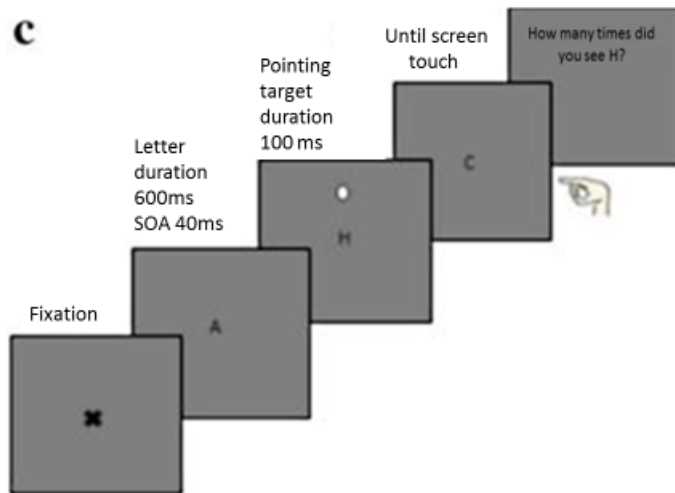 c
Fixation
Letter
duration
600ms
SOA 40ms
A
Pointing
target
duration
100 ms
H
Until screen
touch
C
How many times did
you see H?